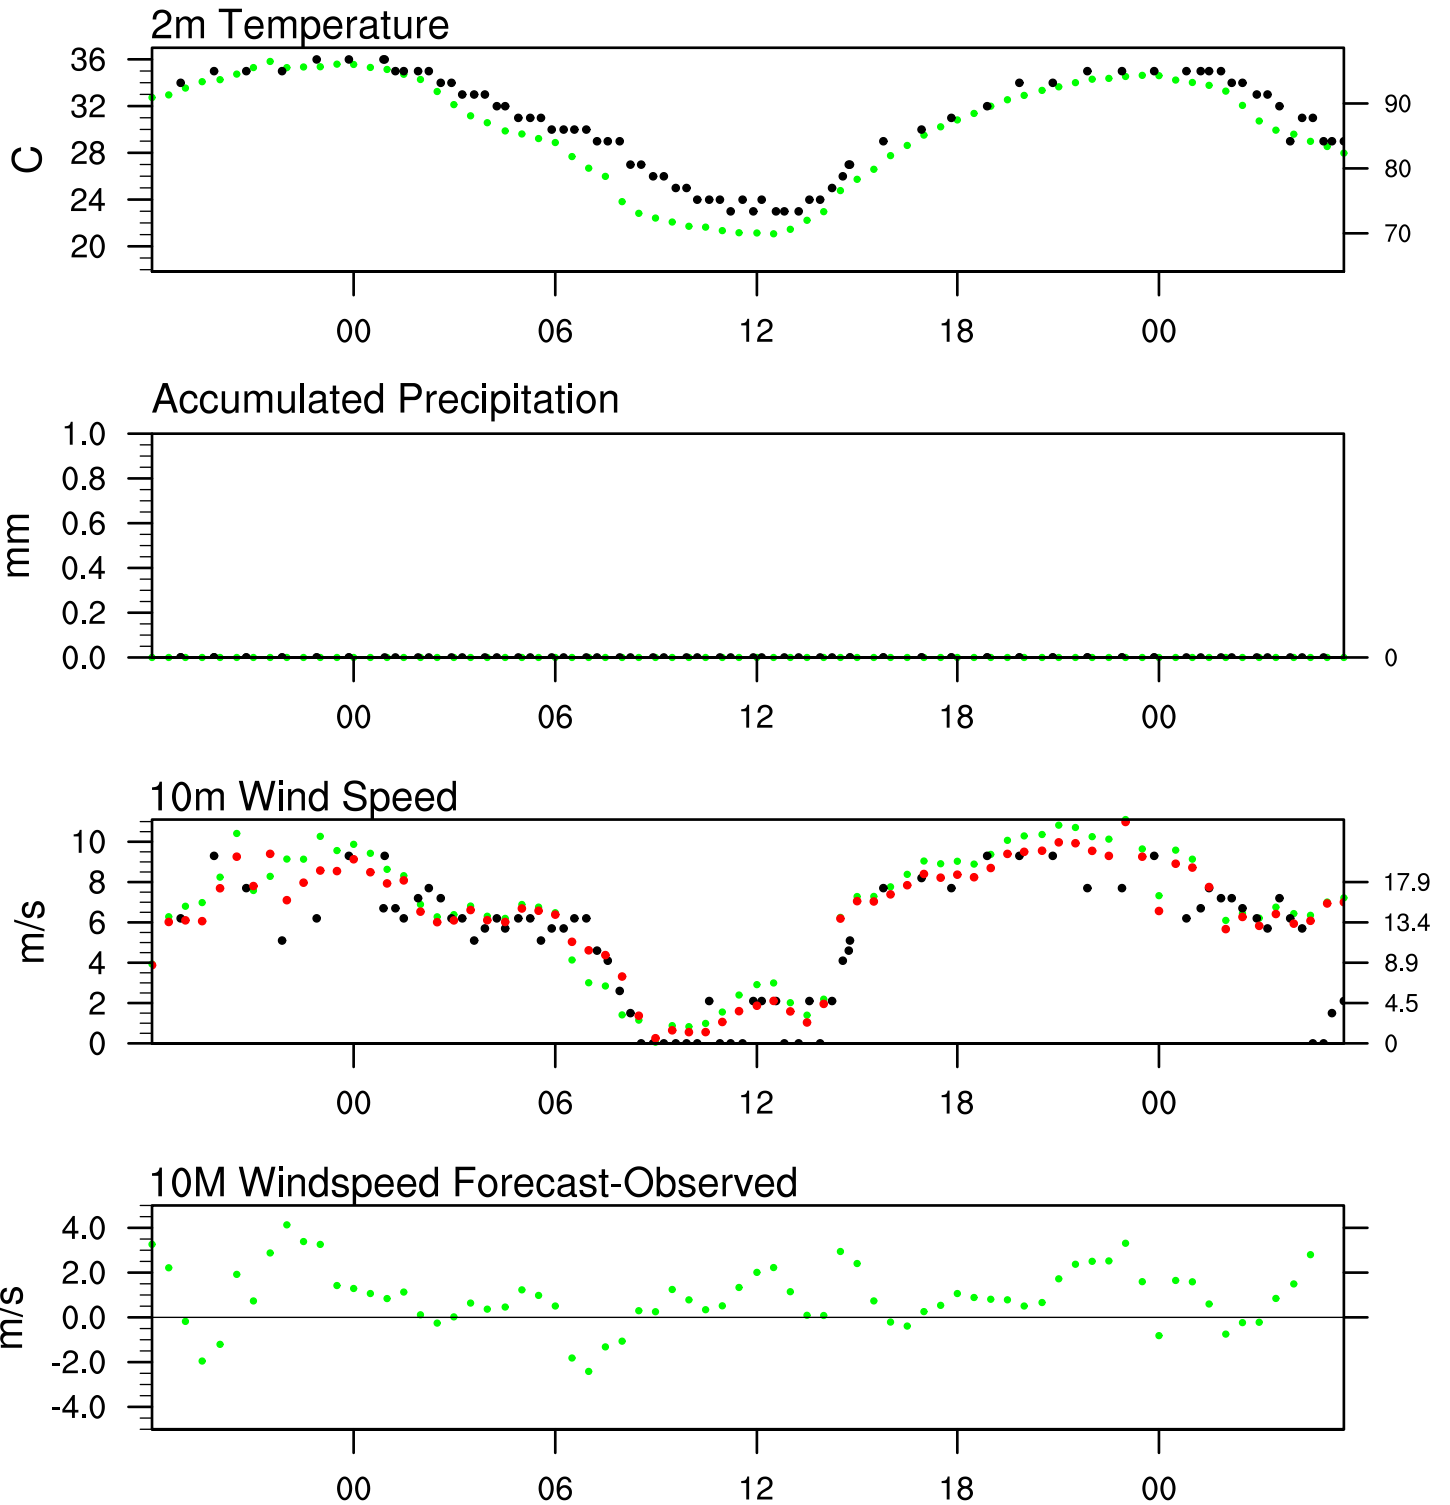 2m Temperature
36
32
28
24
20
C
90
80
70
00 06 12 18 00
Accumulated Precipitation
1.0
0.8
0.6
0.4
0.2
0.0
mm
0
00 06 12 18 00
10m Wind Speed
10
8
6
4
2
0
m/s
17.9
13.4
8.9
4.5
0
00 06 12 18 00
10M Windspeed Forecast-Observed
4.0
2.0
0.0
-2.0
-4.0
m/s
00 06 12 18 00